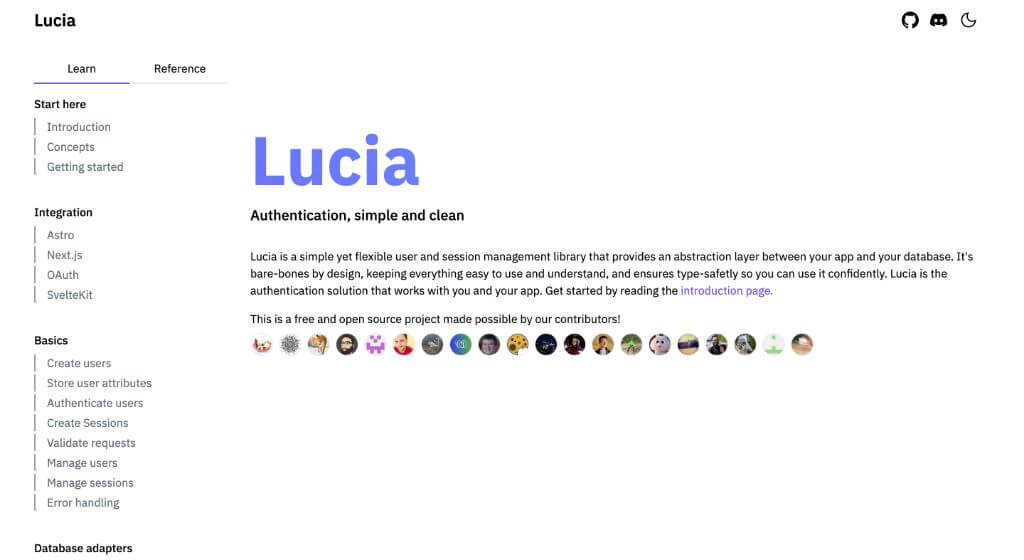 Lucia
Learn Reference
Start here
Introduction
Concepts
Getting started
Integration
Astro
Next.js
OAuth
SvelteKit
Basics
Create users
Store user attributes
Authenticate users
Create Sessions
Validate requests
Manage users
Manage sessions
Error handling
Database adapters
Lucia
Authentication, simple and clean
Lucia is a simple yet flexible user and session management library that provides an abstraction layer between your app and your database. It's
bare-bones by design, keeping everything easy to use and understand, and ensures type-safetly so you can use it confidently. Lucia is the
authentication solution that works with you and your app. Get started by reading the introduction page.
This is a free and open source project made possible by our contributors!